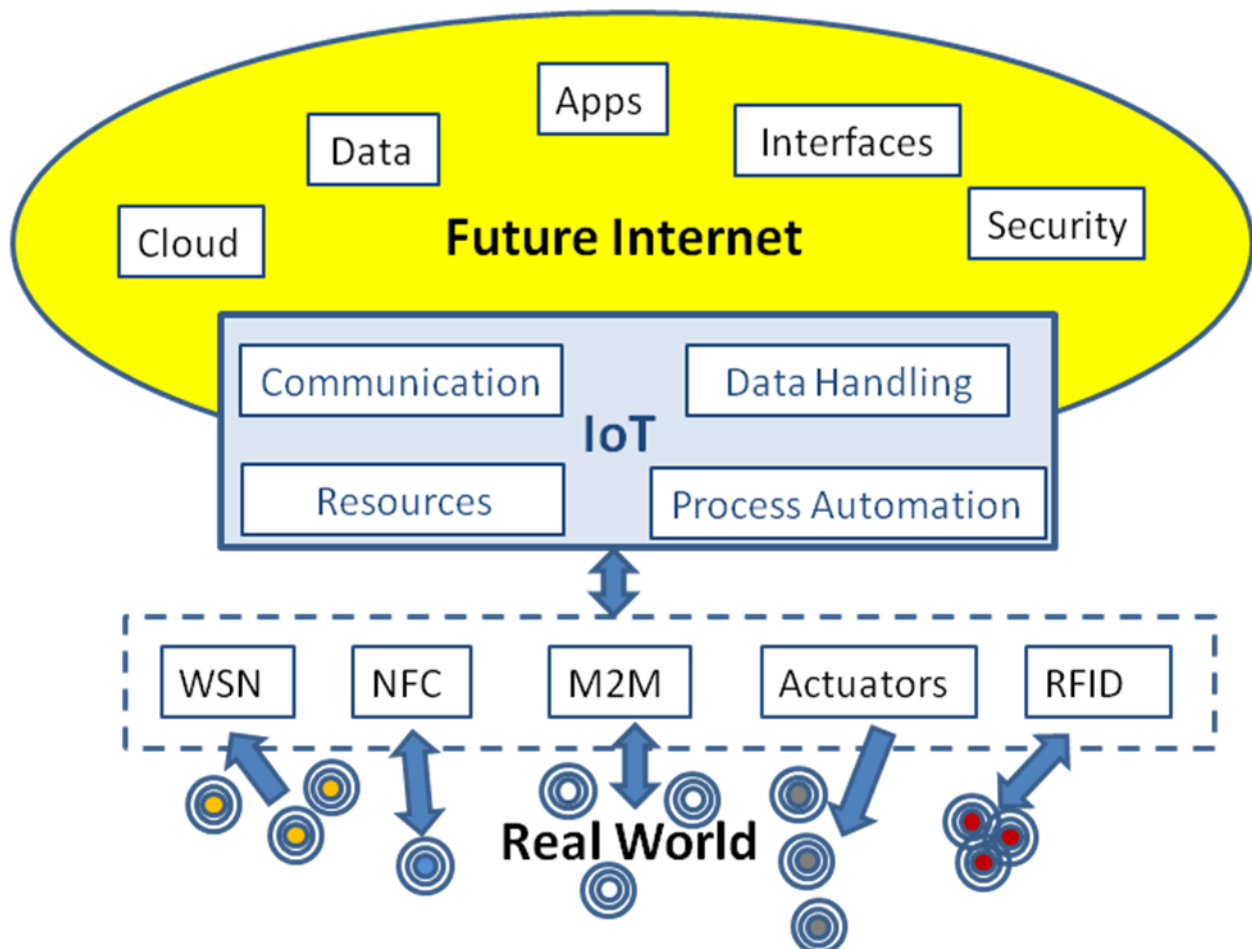 Apps
Data
Interfaces
Cloud
Future Internet
Security
Communication
Data Handling
IoT
Resources
Process Automation
WSN
NFC
M2M
Actuators
RFID
Real World